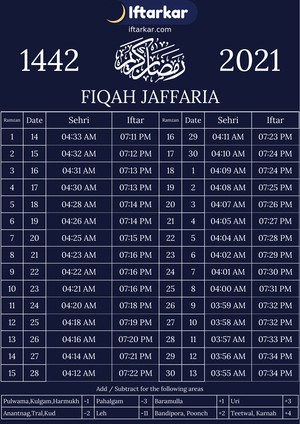 Iftarkar
iftarkar.com
1442 2021
FIQAH JAFFARIA
Ramzan Date Sehri Iftar Ramzan Date Sehri Iftar
1 14 04:33 AM 07:11 PM 16 29 04:11 AM 07:23 PM
2 15 04:32 AM 07:12 PM 17 30 04:10 AM 07:24 PM
3 16 04:31 AM 07:13 PM 18 1 04:09 AM 07:24 PM
4 17 04:30 AM 07:13 PM 19 2 04:08 AM 07:25 PM
5 18 04:28 AM 07:14 PM 20 3 04:07 AM 07:26 PM
6 19 04:26 AM 07:14 PM 21 4 04:05 AM 07:27 PM
7 20 04:25 AM 07:15 PM 22 5 04:04 AM 07:28 PM
8 21 04:23 AM 07:16 PM 23 6 04:02 AM 07:29 PM
9 22 04:22 AM 07:16 PM 24 7 04:01 AM 07:30 PM
10 23 04:21 AM 07:16 PM 25 8 04:00 AM 07:31 PM
11 24 04:20 AM 07:18 PM 26 9 03:59 AM 07:32 PM
12 25 04:18 AM 07:19 PM 27 10 03:58 AM 07:32 PM
13 26 04:16 AM 07:20 PM 28 11 03:57 AM 07:33 PM
14 27 04:14 AM 07:21 PM 29 12 03:56 AM 07:34 PM
15 28 04:12 AM 07:22 PM 30 13 03:55 AM 07:34 PM
Add / Subtract for the following areas
Pulwama,Kulgam,Harmukh -1 Pahalgam -3 Baramulla +1 Uri +3
Anantnag,Tral,Kud -2 Leh -11 Bandipora, Poonch +2 Teetwal, Karnah +4